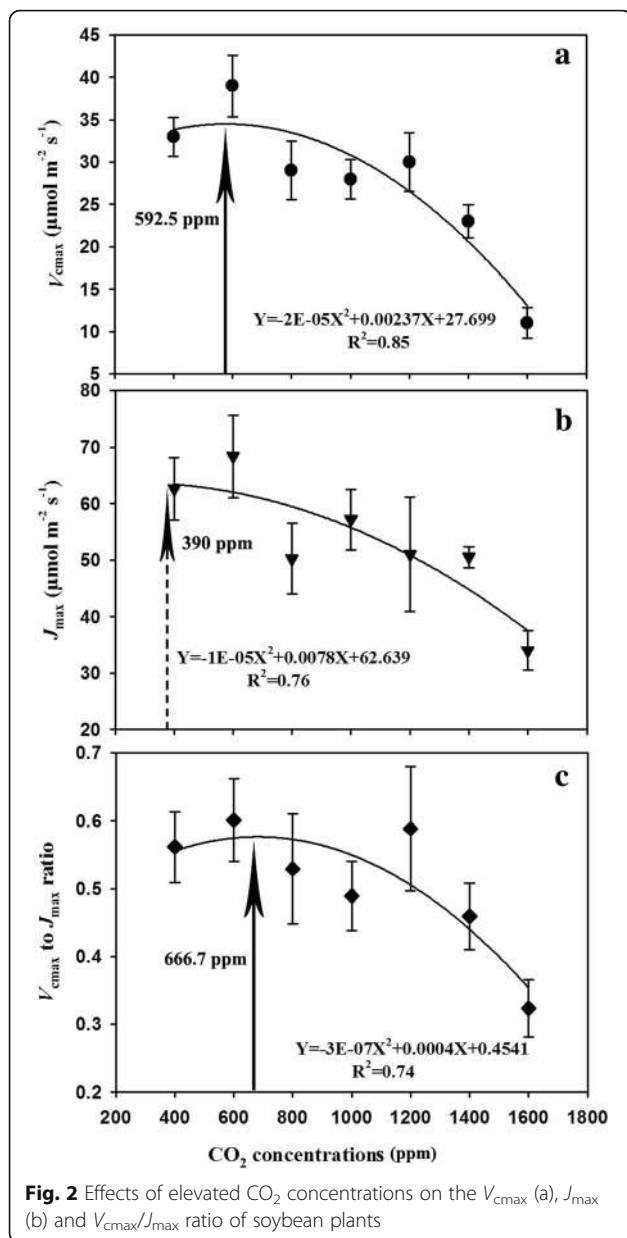 a
45
40
35
30
25
20
15
10
5
Vcmax (μmol m⁻² s⁻¹)
592.5 ppm
Y=-2E-05X²+0.00237X+27.699
R²=0.85
b
80
70
60
50
40
30
20
Jmax (μmol m⁻² s⁻¹)
390 ppm
Y=-1E-05X²+0.0078X+62.639
R²=0.76
c
0.7
0.6
0.5
0.4
0.3
0.2
Vcmax to Jmax ratio
666.7 ppm
Y=-3E-07X²+0.0004X+0.4541
R²=0.74
200 400 600 800 1000 1200 1400 1600 1800
CO₂ concentrations (ppm)
Fig. 2 Effects of elevated CO₂ concentrations on the Vcmax (a), Jmax
(b) and Vcmax/Jmax ratio of soybean plants